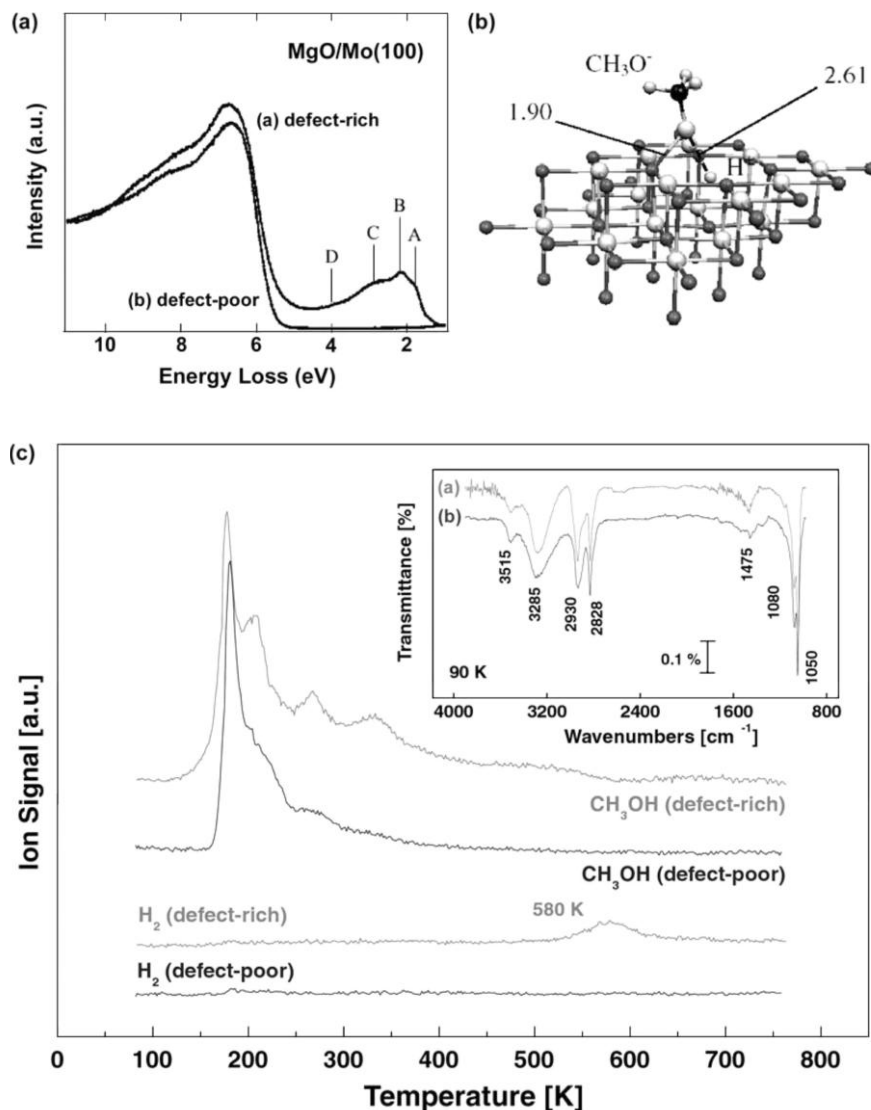 (a)
MgO/Mo(100)
(a) defect-rich
(b) defect-poor
D
C
B
A
Intensity (a.u.)
10
8
6
4
2
Energy Loss (eV)
(b)
CH₃O⁻
2.61
1.90
H
(c)
(a)
(b)
Transmittance [%]
3515
3285
2930
2828
1475
1080
1050
0.1 %
90 K
4000
3200
2400
1600
800
Wavenumbers [cm ⁻¹]
Ion Signal [a.u.]
CH₃OH (defect-rich)
CH₃OH (defect-poor)
H₂ (defect-rich)
580 K
H₂ (defect-poor)
0
100
200
300
400
500
600
700
800
Temperature [K]